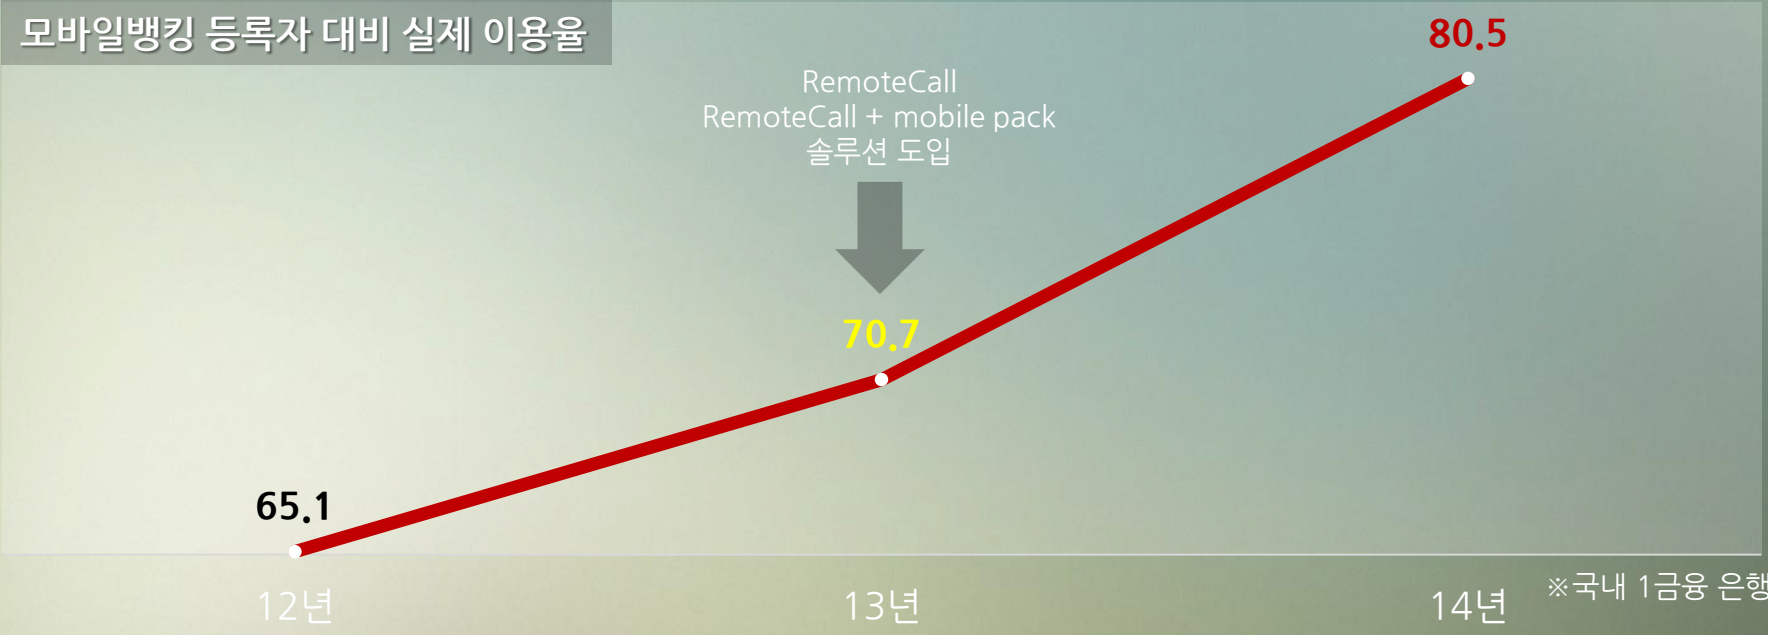 모바일뱅킹 등록자 대비 실제 이용율
80.5
RemoteCall
RemoteCall + mobile pack
솔루션 도입
70.7
65.1
12년
13년
14년
※국내 1금융 은행